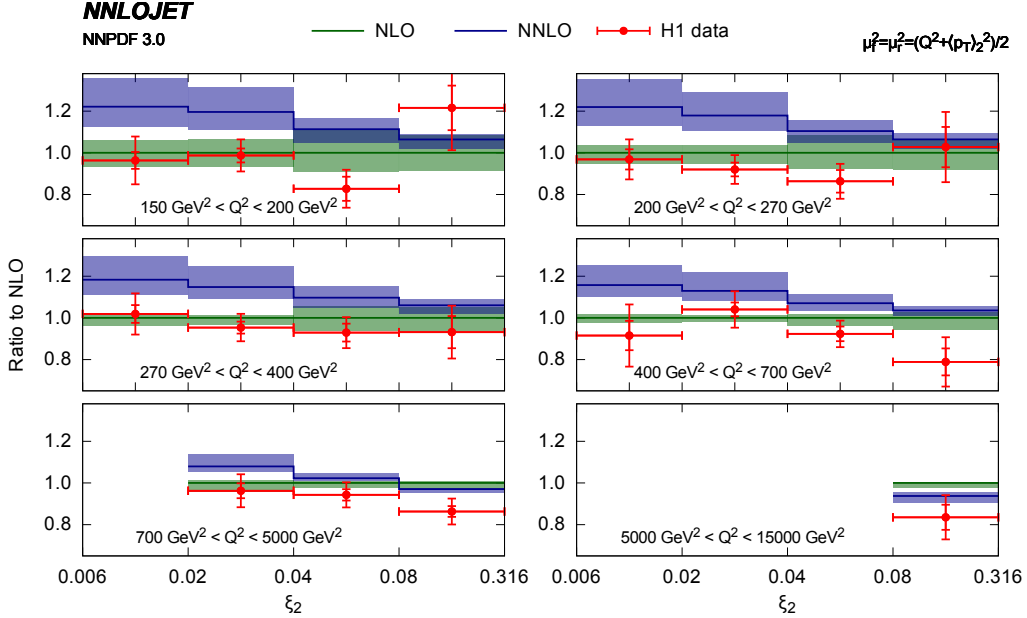 NNLOJET
NNPDF 3.0
NLO
NNLO
H1 data
μ_f^2=μ_r^2=(Q^2+⟨p_T⟩_2^2)/2
Ratio to NLO
1.2
1.0
0.8
150 GeV^2 < Q^2 < 200 GeV^2
1.2
1.0
0.8
200 GeV^2 < Q^2 < 270 GeV^2
1.2
1.0
0.8
270 GeV^2 < Q^2 < 400 GeV^2
1.2
1.0
0.8
400 GeV^2 < Q^2 < 700 GeV^2
1.2
1.0
0.8
700 GeV^2 < Q^2 < 5000 GeV^2
1.2
1.0
0.8
5000 GeV^2 < Q^2 < 15000 GeV^2
0.006 0.02 0.04 0.08 0.316
0.006 0.02 0.04 0.08 0.316
ξ_2
ξ_2